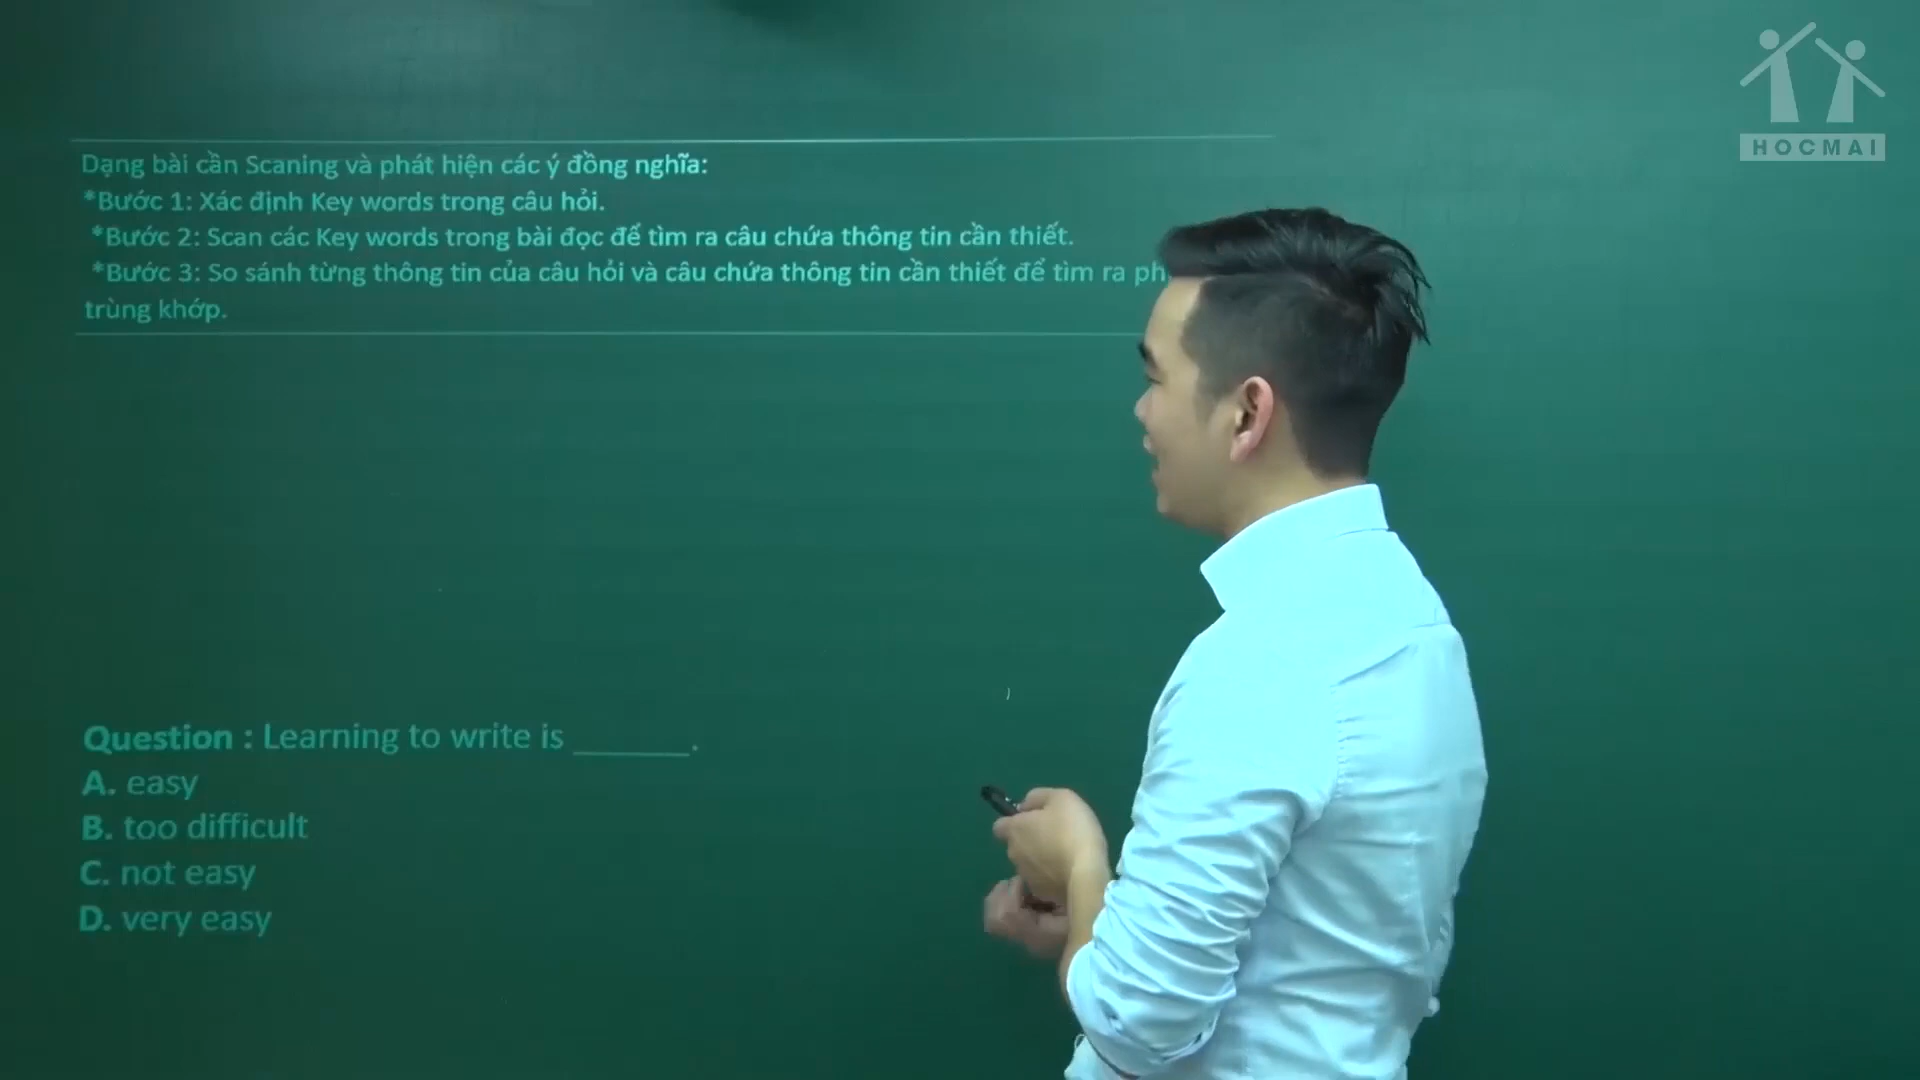 HOCMAI
Dạng bài cần Scaning và phát hiện các ý đồng nghĩa:
*Bước 1: Xác định Key words trong câu hỏi.
*Bước 2: Scan các Key words trong bài đọc để tìm ra câu chứa thông tin cần thiết.
*Bước 3: So sánh từng thông tin của câu hỏi và câu chứa thông tin cần thiết để tìm ra
trùng khớp.
Question : Learning to write is ______.
A. easy
B. too difficult
C. not easy
D. very easy